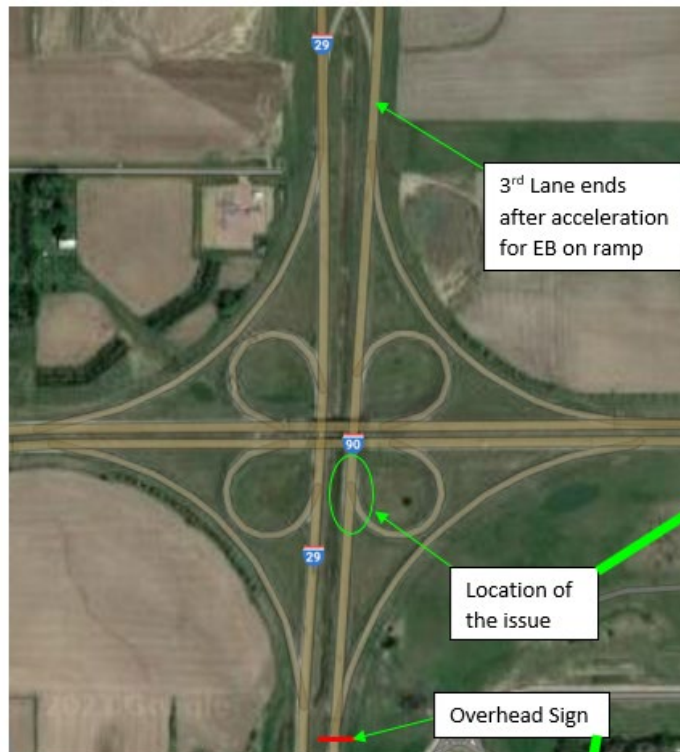 29
3rd Lane ends
after acceleration
for EB on ramp
90
29
Location of
the issue
Overhead Sign